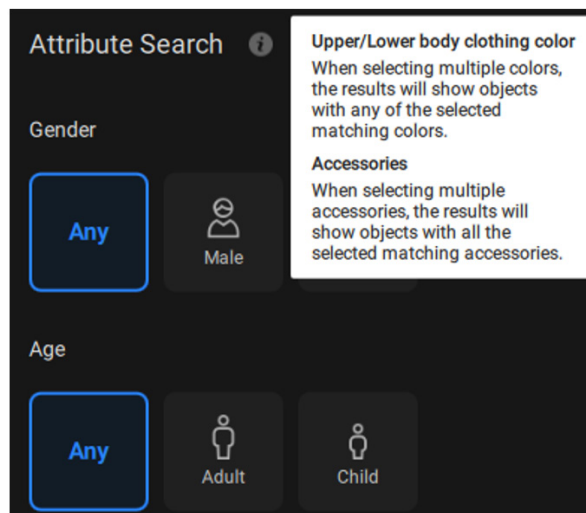 Attribute Search
Upper/Lower body clothing color
When selecting multiple colors,
the results will show objects
with any of the selected
matching colors.
Accessories
When selecting multiple
accessories, the results will
show objects with all the
selected matching accessories.
Gender
Any
Male
Age
Any
Adult
Child